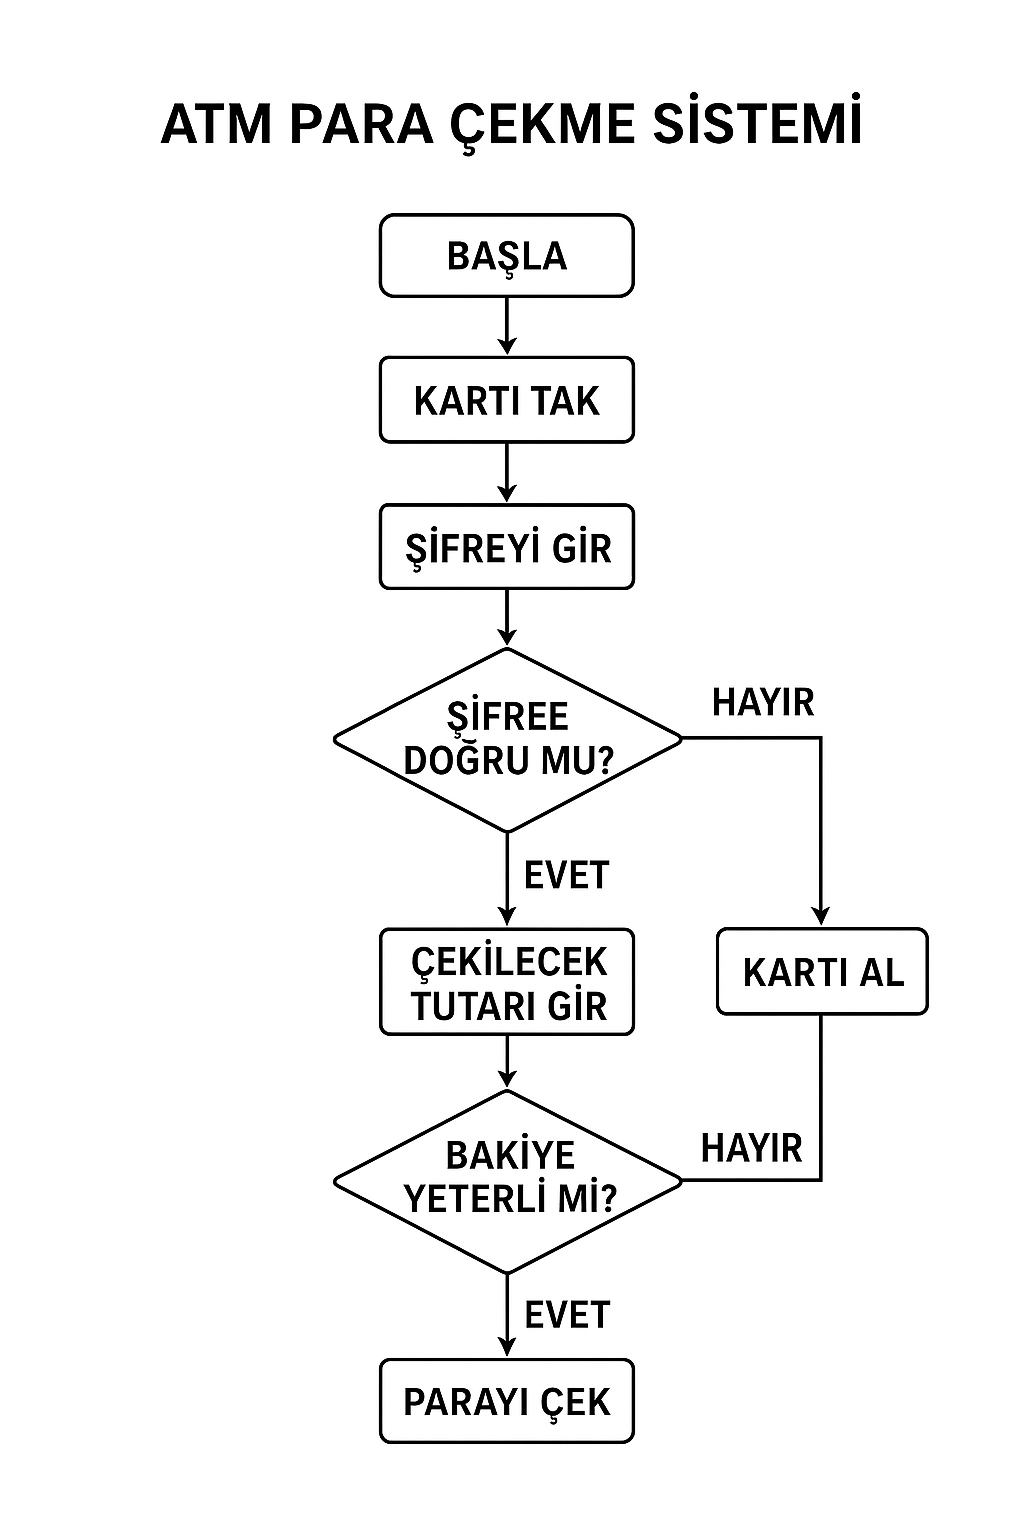 ATM PARA ÇEKME SİSTEMİ
BAŞLA
KARTI TAK
ŞİFREYİ GİR
ŞİFREE
DOĞRU MU?
HAYIR
EVET
ÇEKİLECEK
TUTARI GİR
KARTI AL
BAKİYE
YETERLİ Mİ?
HAYIR
EVET
PARAYI ÇEK